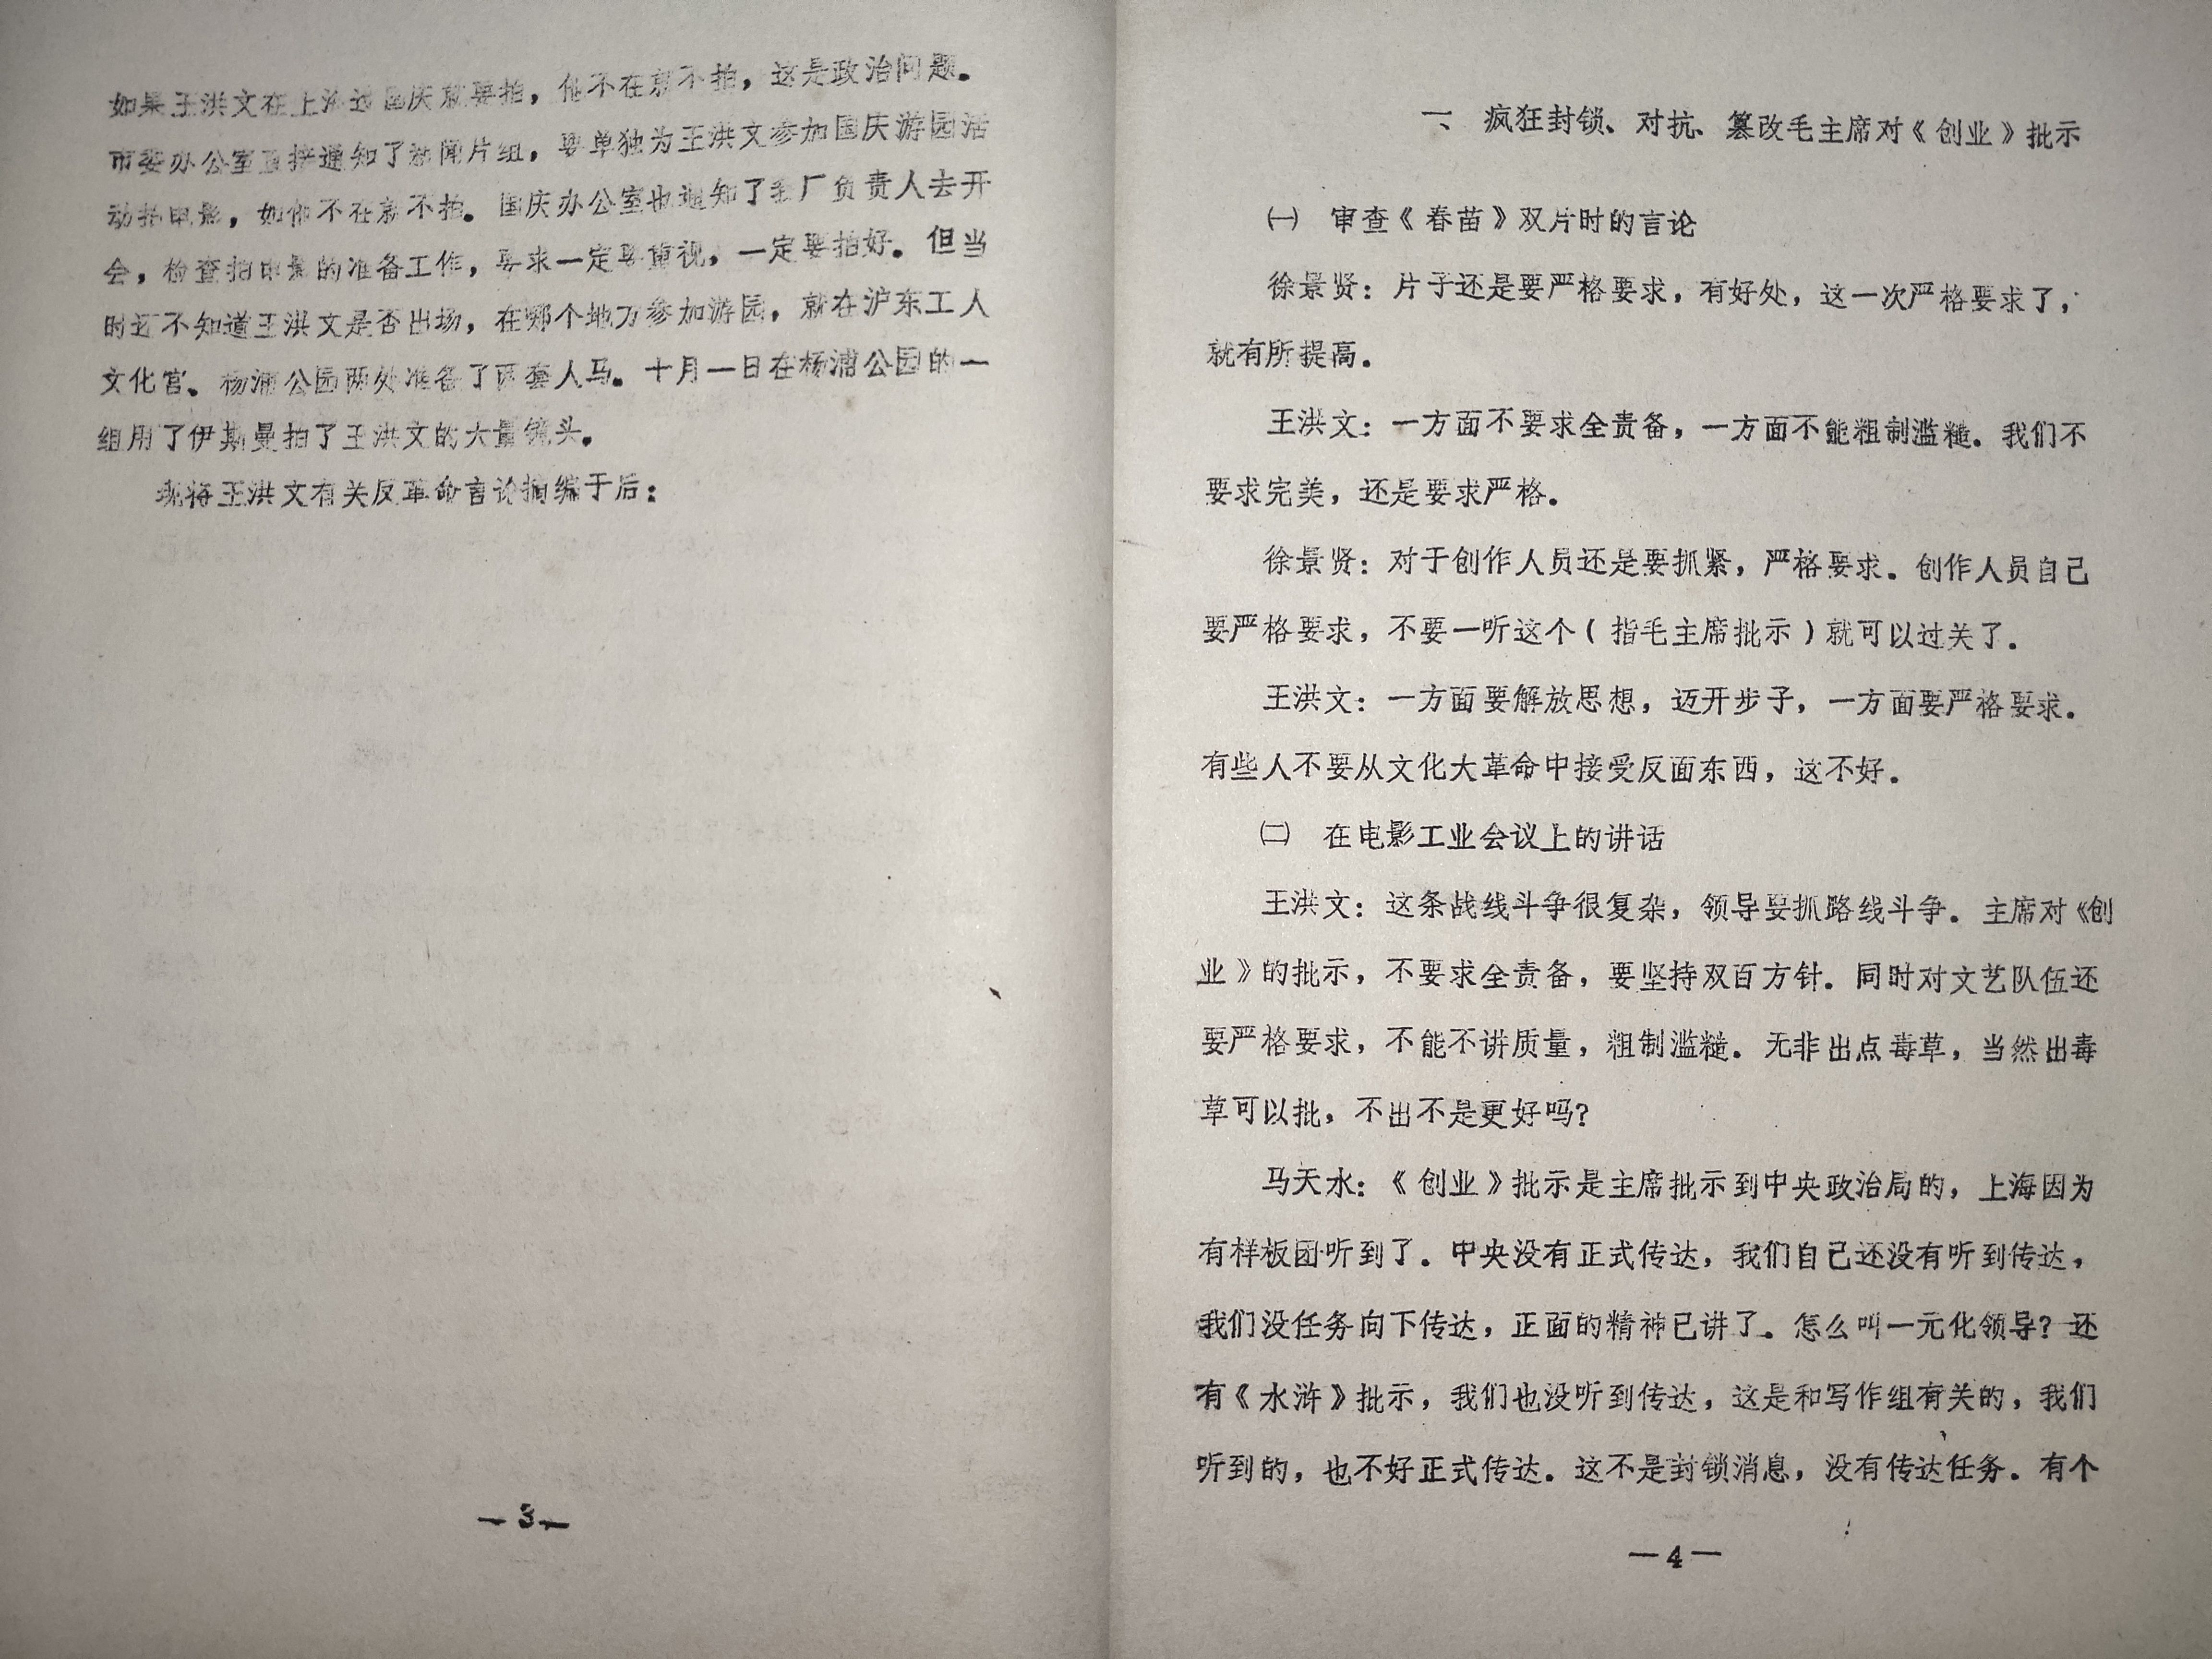 如果王洪文在上海过国庆就要拍，他不在就不拍，这是政治问题。
市委办公室直接通知了新闻片组，要单独为王洪文参加国庆游园活
动拍电影，如他不在就不拍。国庆办公室也通知了我厂负责人去开
会，检查拍电影的准备工作，要求一定要重视，一定要拍好。但当
时还不知道王洪文是否出场，在哪个地方参加游园，就在沪东工人
文化宫、杨浦公园两处准备了两套人马。十月一日在杨浦公园的一
组用了伊斯曼拍了王洪文的大量镜头。
现将王洪文有关反革命言论摘编于后：
—3—
一、疯狂封锁、对抗、篡改毛主席对《创业》批示
㈠ 审查《春苗》双片时的言论
徐景贤：片子还是要严格要求，有好处，这一次严格要求了，
就有所提高。
王洪文：一方面不要求全责备，一方面不能粗制滥糙。我们不
要求完美，还是要求严格。
徐景贤：对于创作人员还是要抓紧，严格要求。创作人员自己
要严格要求，不要一听这个（指毛主席批示）就可以过关了。
王洪文：一方面要解放思想，迈开步子，一方面要严格要求。
有些人不要从文化大革命中接受反面东西，这不好。
㈡ 在电影工业会议上的讲话
王洪文：这条战线斗争很复杂，领导要抓路线斗争。主席对《创
业》的批示，不要求全责备，要坚持双百方针。同时对文艺队伍还
要严格要求，不能不讲质量，粗制滥糙。无非出点毒草，当然出毒
草可以批，不出不是更好吗？
马天水：《创业》批示是主席批示到中央政治局的，上海因为
有样板团听到了。中央没有正式传达，我们自己还没有听到传达，
我们没任务向下传达，正面的精神已讲了。怎么叫一元化领导？还
有《水浒》批示，我们也没听到传达，这是和写作组有关的，我们
听到的，也不好正式传达。这不是封锁消息，没有传达任务。有个
—4—